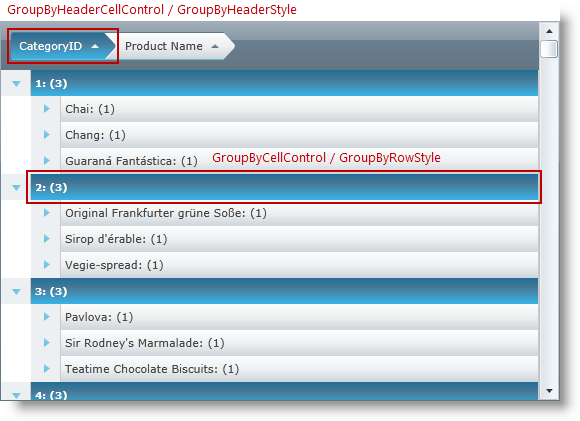 GroupByHeaderCellControl / GroupByHeaderStyle
CategoryID Product Name
1: (3)
Chai: (1)
Chang: (1)
Guaraná Fantástica: (1) GroupByCellControl / GroupByRowStyle
2: (3)
Original Frankfurter grüne Soße: (1)
Sirop d'érable: (1)
Vegie-spread: (1)
3: (3)
Pavlova: (1)
Sir Rodney's Marmalade: (1)
Teatime Chocolate Biscuits: (1)
4: (3)